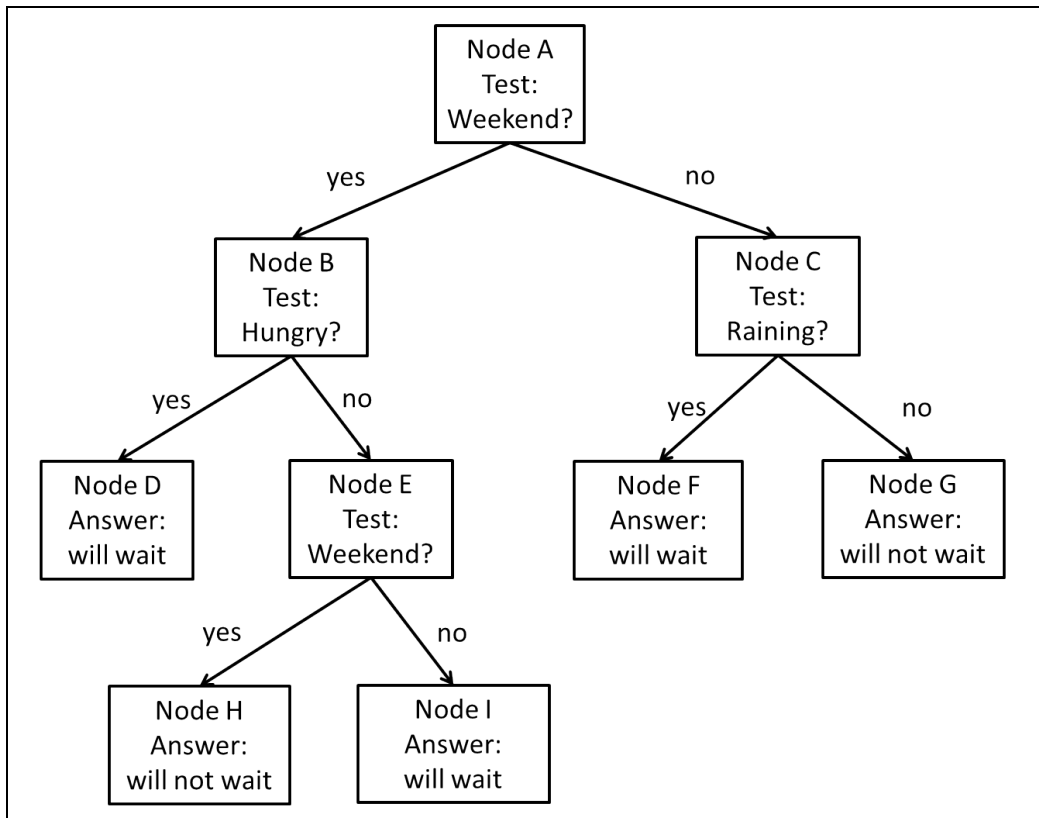 Node A
Test:
Weekend?
yes
no
Node B
Test:
Hungry?
Node C
Test:
Raining?
yes
no
yes
no
Node D
Answer:
will wait
Node E
Test:
Weekend?
Node F
Answer:
will wait
Node G
Answer:
will not wait
yes
no
Node H
Answer:
will not wait
Node I
Answer:
will wait